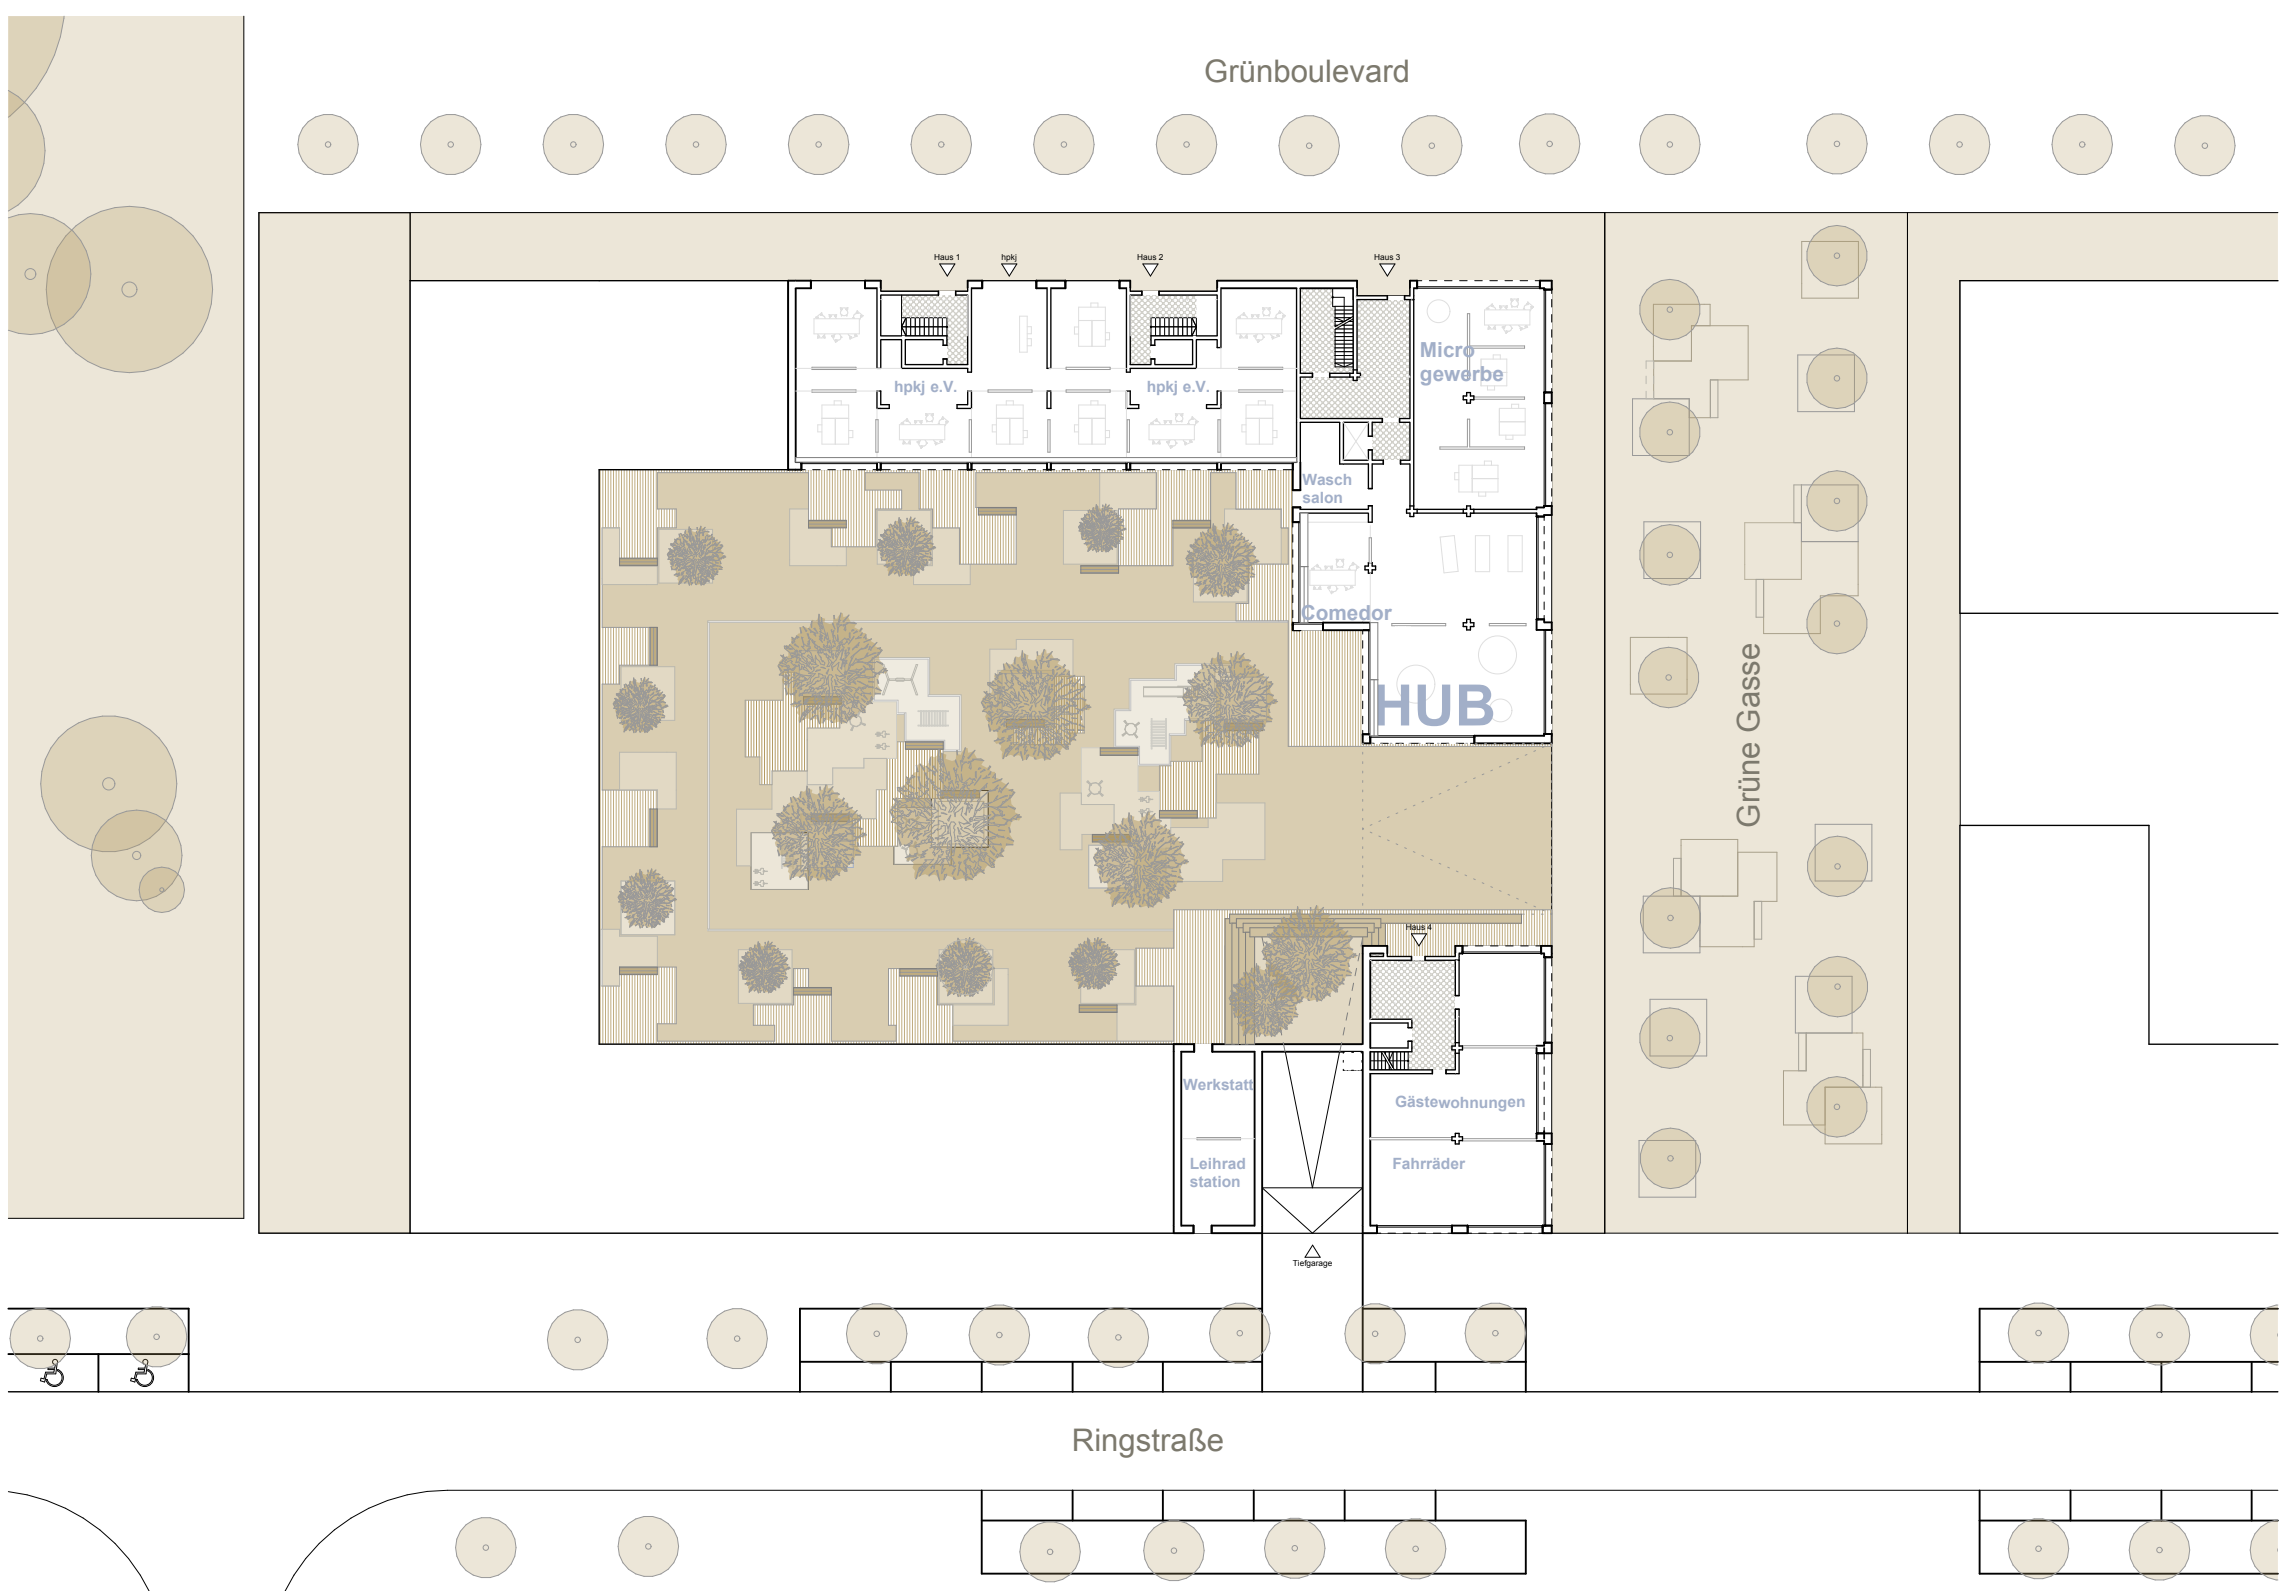 Grünboulevard
Haus 1
hpkj
Haus 2
Haus 3
Micro
gewerbe
hpkj e.V.
hpkj e.V.
Wasch
salon
Comedor
HUB
Grüne Gasse
Haus 4
Werkstatt
Gästewohnungen
Leihrad
station
Fahrräder
Tiefgarage
Ringstraße